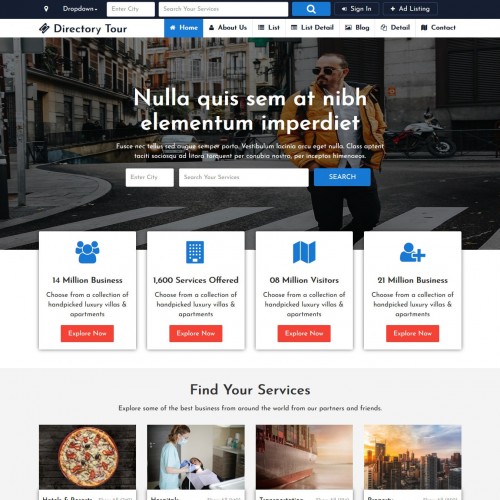 Dropdown Enter City Search Your Services Sign In + Ad Listing
Directory Tour Home About Us List List Detail Blog Detail Contact
Nulla quis sem at nibh
elementum imperdiet
Fusce nec tellus sed augue semper porta. Vestibulum lacinia arcu eget nulla. Class aptent
taciti sociosqu ad litora torquent per conubia nostra, per inceptos himenaeos.
Enter City Search Your Services SEARCH
14 Million Business
Choose from a collection of
handpicked luxury villas &
apartments
Explore Now
1,600 Services Offered
Choose from a collection of
handpicked luxury villas &
apartments
Explore Now
08 Million Visitors
Choose from a collection of
handpicked luxury villas &
apartments
Explore Now
21 Million Business
Choose from a collection of
handpicked luxury villas &
apartments
Explore Now
Find Your Services
Explore some of the best business from around the world from our partners and friends.
Hotels & Resorts
Hospitals
Transportation
Property